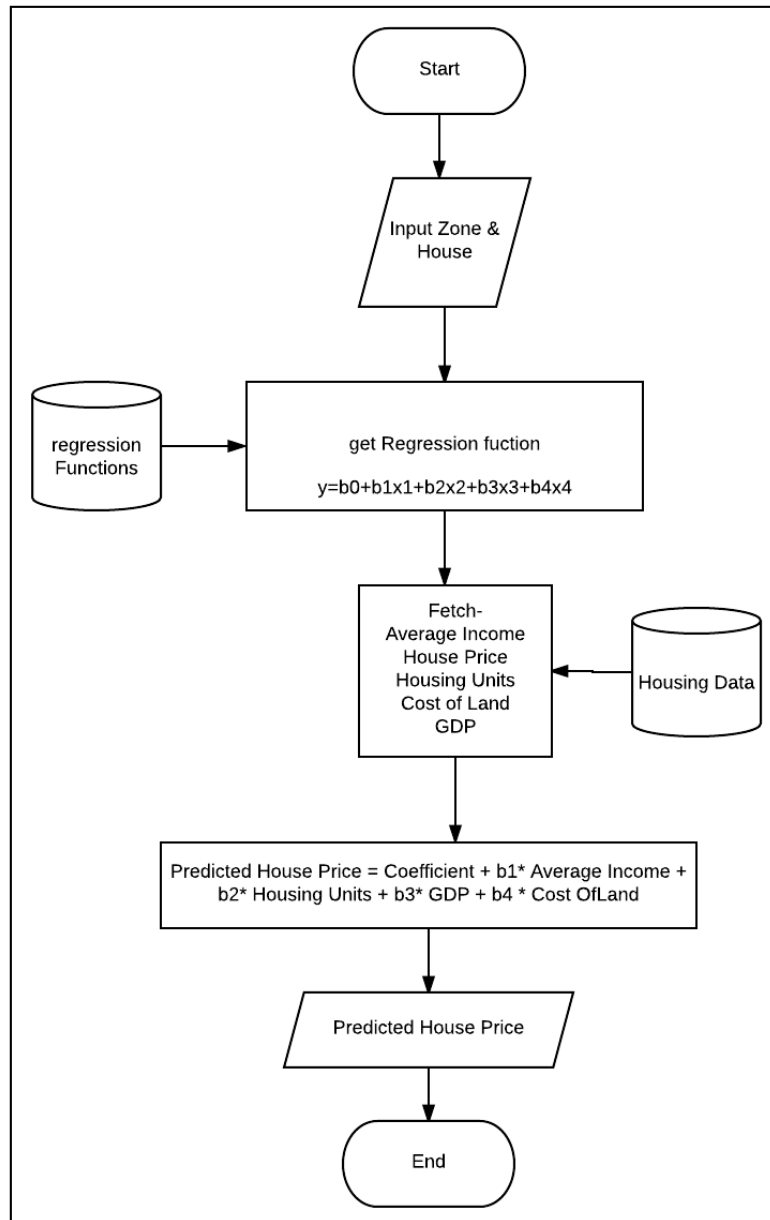 Start
Input Zone &
House
regression
Functions
get Regression fuction
y=b0+b1x1+b2x2+b3x3+b4x4
Fetch-
Average Income
House Price
Housing Units
Cost of Land
GDP
Housing Data
Predicted House Price = Coefficient + b1* Average Income +
b2* Housing Units + b3* GDP + b4 * Cost OfLand
Predicted House Price
End